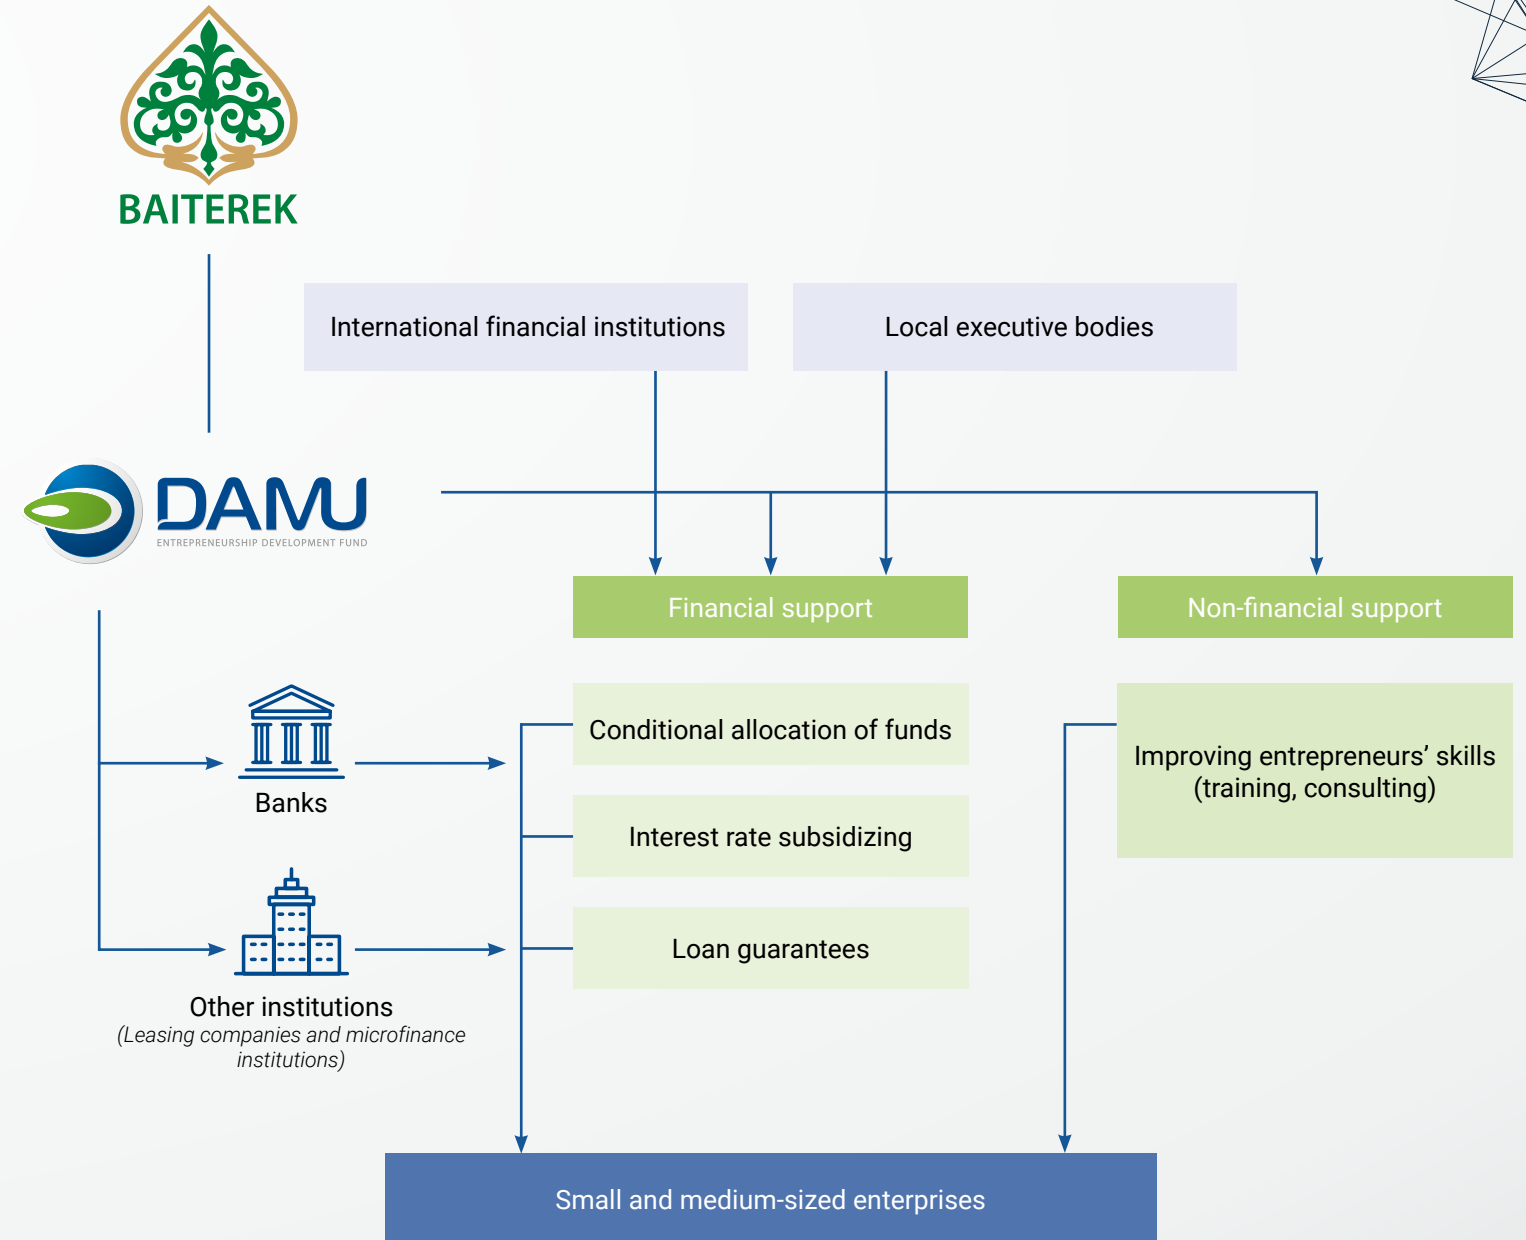 BAITEREK
International financial institutions
Local executive bodies
DAMU
ENTREPRENEURSHIP DEVELOPMENT FUND
Financial support
Non-financial support
Conditional allocation of funds
Improving entrepreneurs’ skills
(training, consulting)
Banks
Interest rate subsidizing
Loan guarantees
Other institutions
(Leasing companies and microfinance
institutions)
Small and medium-sized enterprises